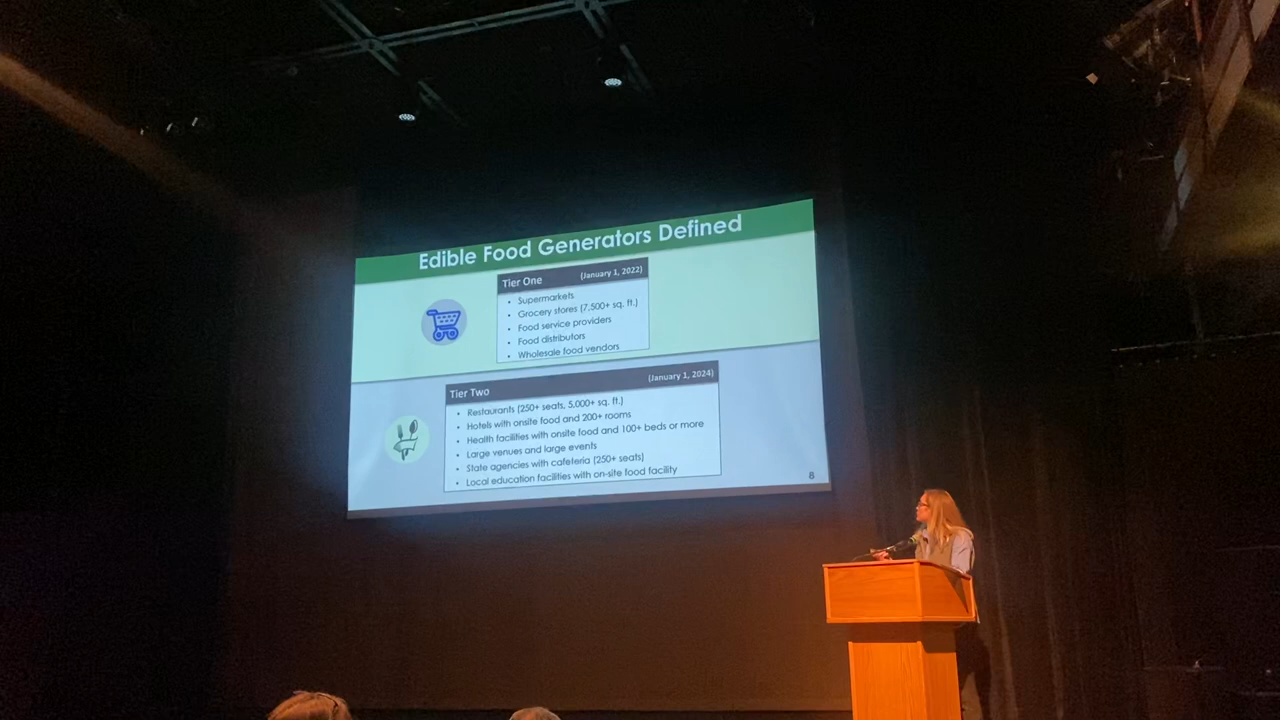 Edible Food Generators Defined
Tier One (January 1, 2022)
• Supermarkets
• Grocery stores (7,500+ sq. ft.)
• Food service providers
• Food distributors
• Wholesale food vendors
Tier Two (January 1, 2024)
• Restaurants (250+ seats, 5,000+ sq. ft.)
• Hotels with onsite food and 200+ rooms
• Health facilities with onsite food and 100+ beds or more
• Large venues and large events
• State agencies with cafeteria (250+ seats)
• Local education facilities with on-site food facility
8